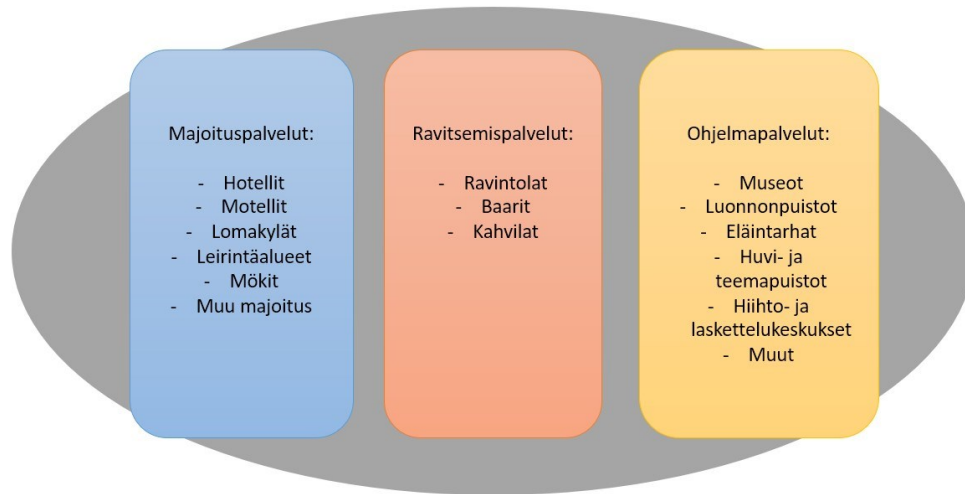 Majoituspalvelut:
- Hotellit
- Motellit
- Lomakylät
- Leirintäalueet
- Mökit
- Muu majoitus
Ravitsemispalvelut:
- Ravintolat
- Baarit
- Kahvilat
Ohjelmapalvelut:
- Museot
- Luonnonpuistot
- Eläintarhat
- Huvi- ja
teemapuistot
- Hiihto- ja
laskettelukeskukset
- Muut